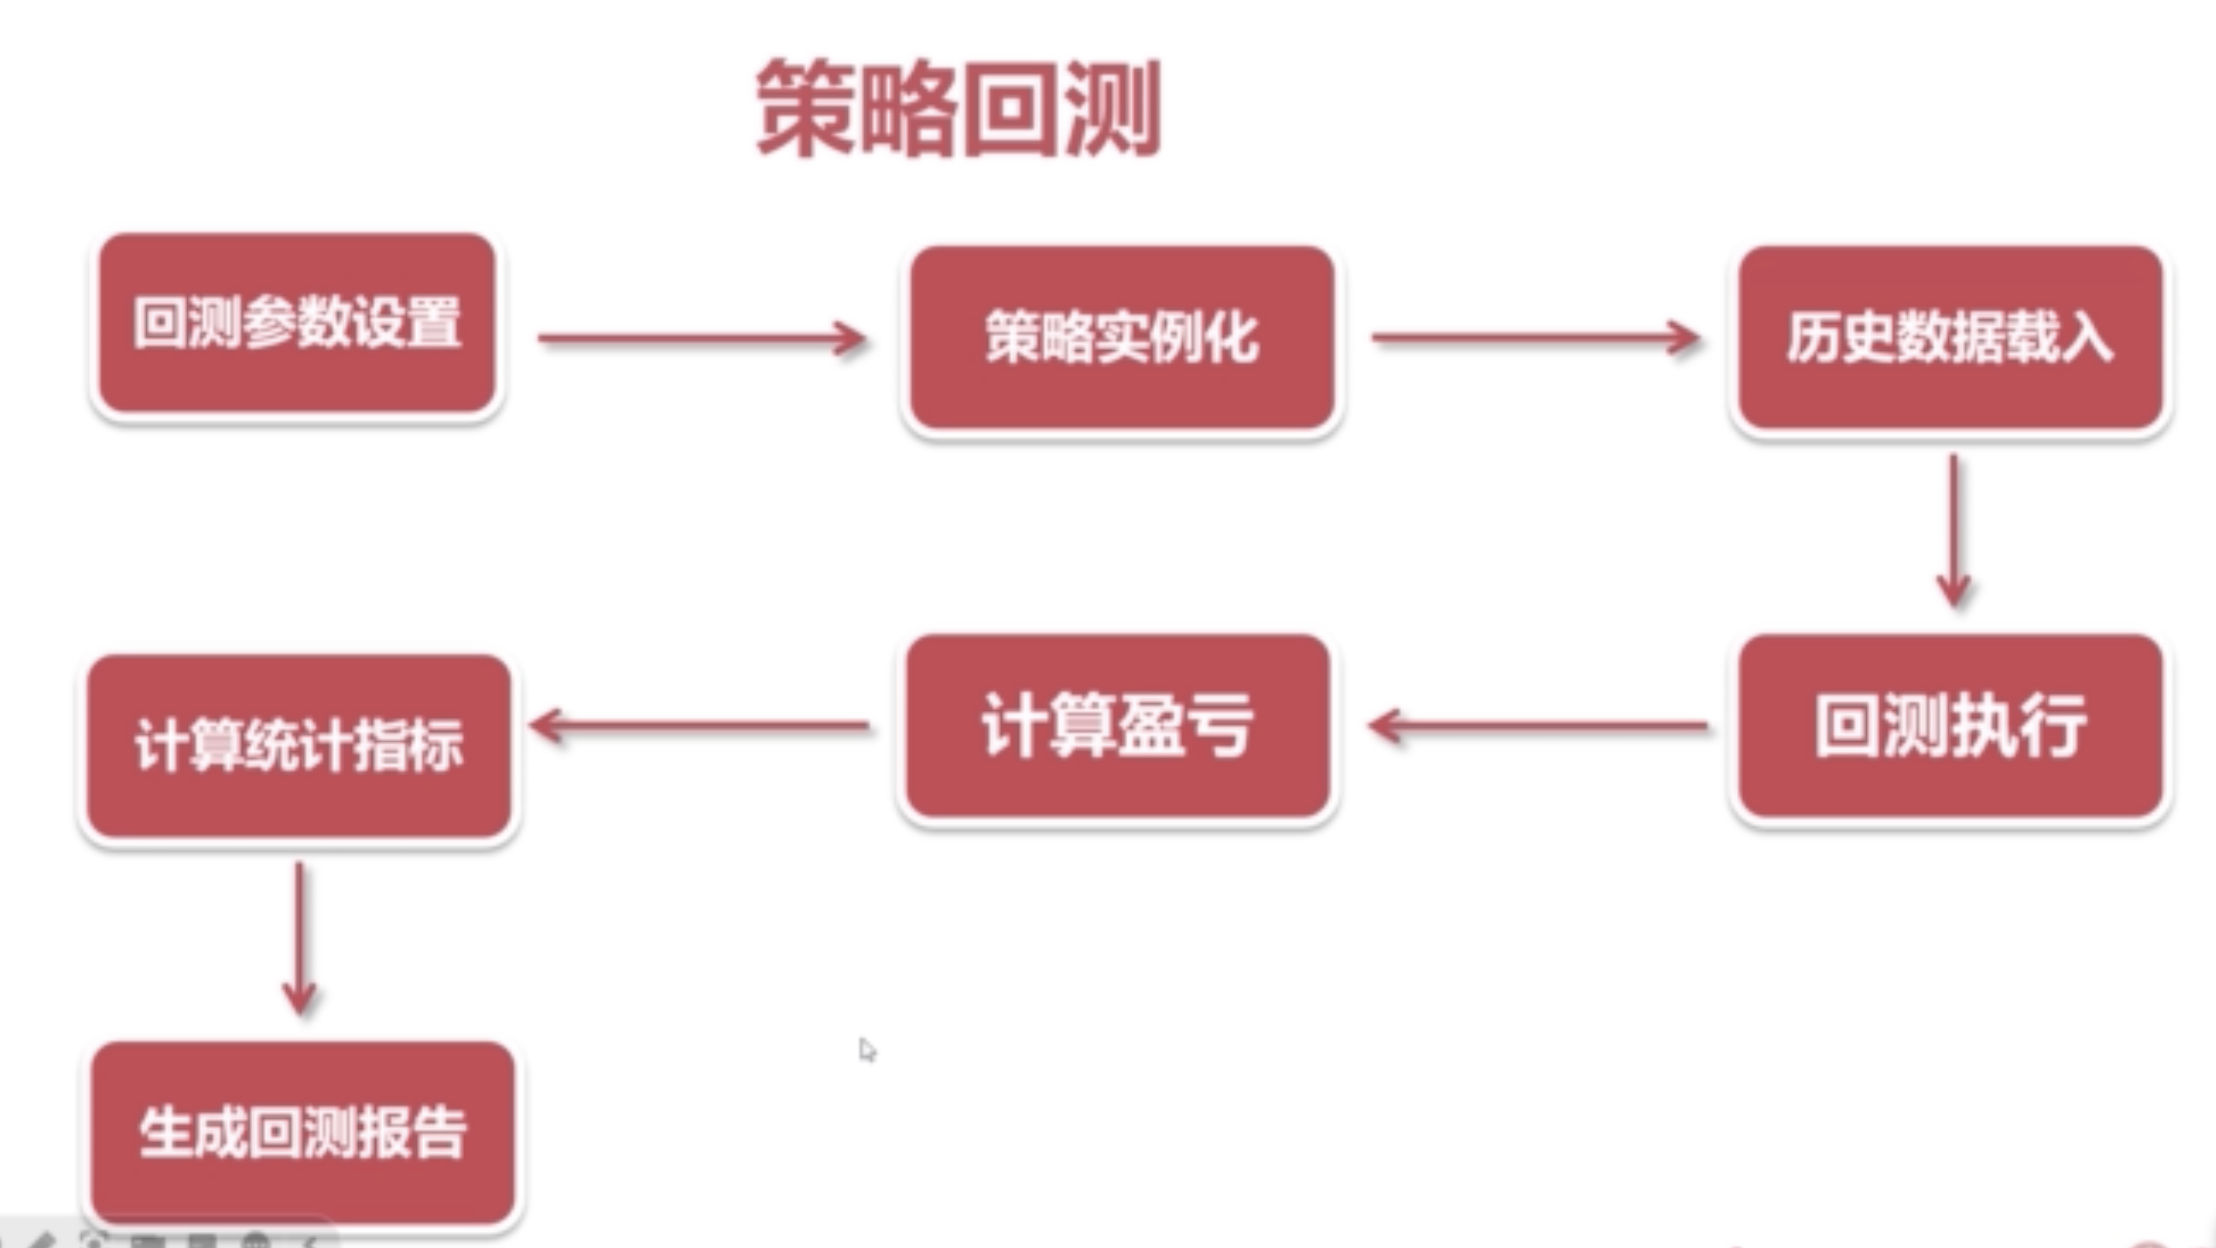 策略回测
回测参数设置
策略实例化
历史数据载入
回测执行
计算盈亏
计算统计指标
生成回测报告